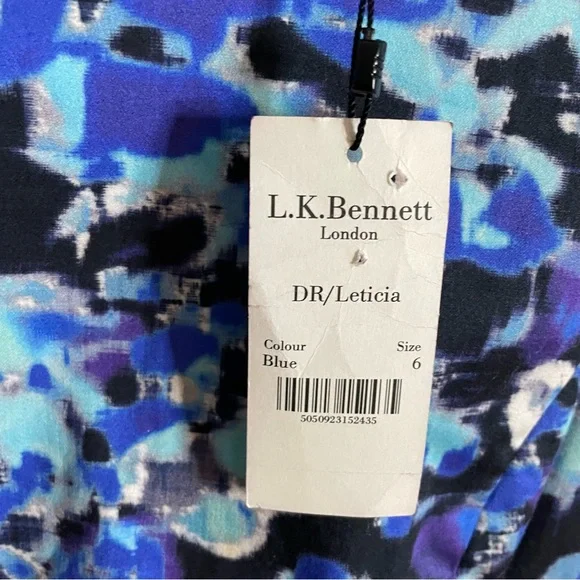 L.K.Bennett
London
DR/Leticia
Colour Size
Blue 6
5050923152435